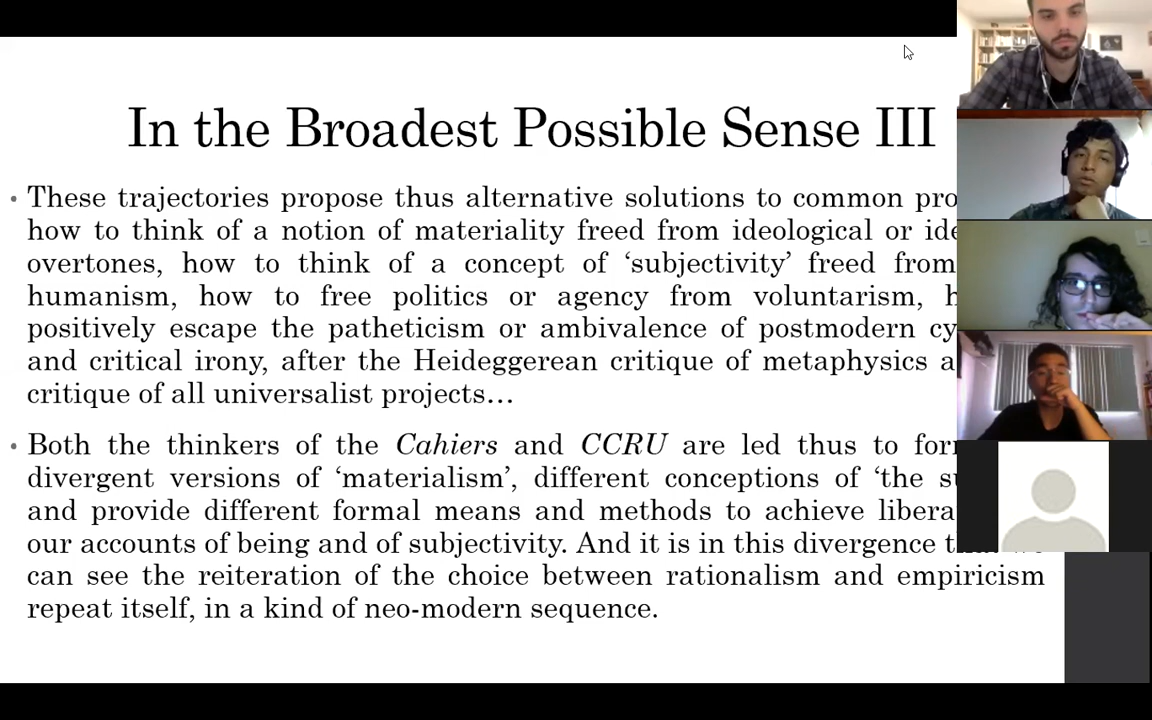 In the Broadest Possible Sense III
• These trajectories propose thus alternative solutions to common
how to think of a notion of materiality freed from ideological or
overtones, how to think of a concept of ‘subjectivity’ freed from
humanism, how to free politics or agency from voluntarism,
positively escape the patheticism or ambivalence of postmodern
and critical irony, after the Heideggerean critique of metaphysics
critique of all universalist projects…
• Both the thinkers of the Cahiers and CCRU are led thus to
divergent versions of ‘materialism’, different conceptions of ‘the
and provide different formal means and methods to achieve
our accounts of being and of subjectivity. And it is in this divergence
can see the reiteration of the choice between rationalism and empiricism
repeat itself, in a kind of neo-modern sequence.